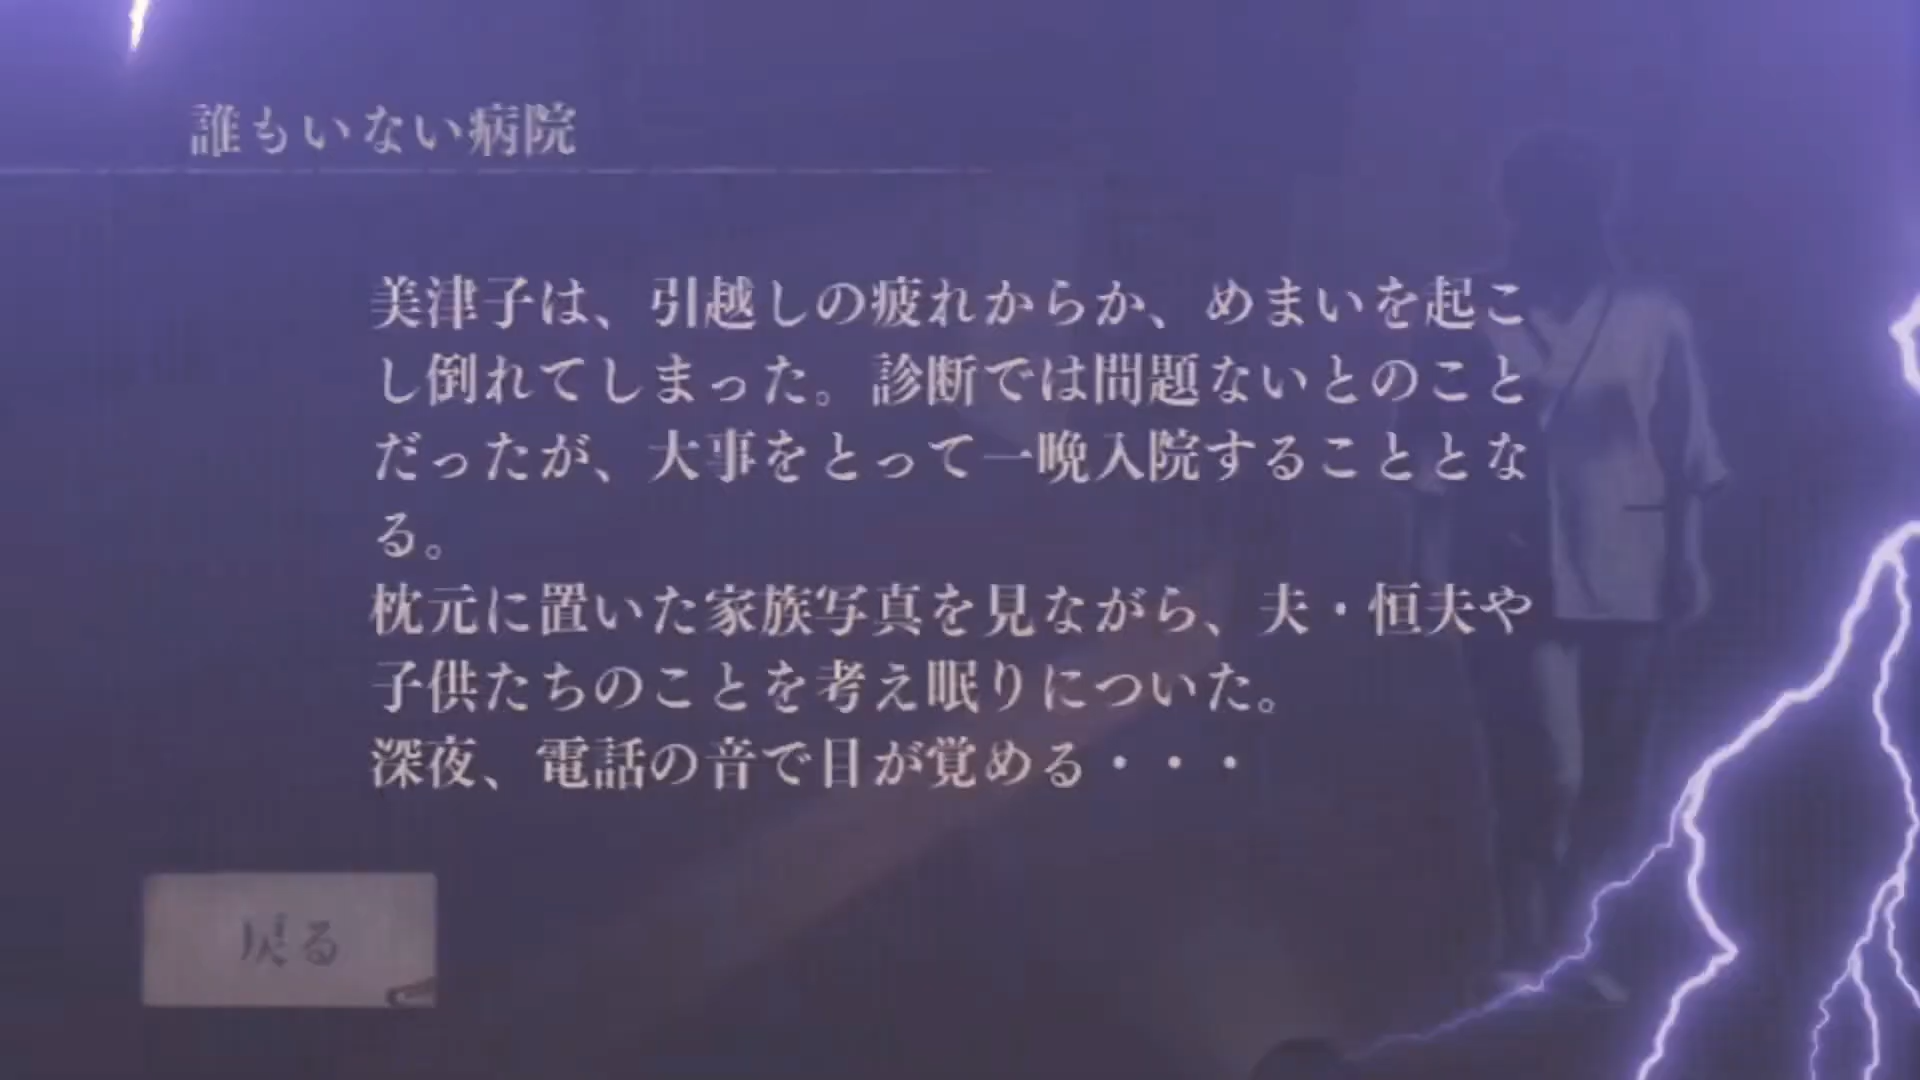 誰もいない病院
美津子は、引越しの疲れからか、めまいを起こ
し倒れてしまった。診断では問題ないとのこと
だったが、大事をとって一晩入院することとな
る。
枕元に置いた家族写真を見ながら、夫・恒夫や
子供たちのことを考え眠りについた。
深夜、電話の音で目が覚める・・・
戻る